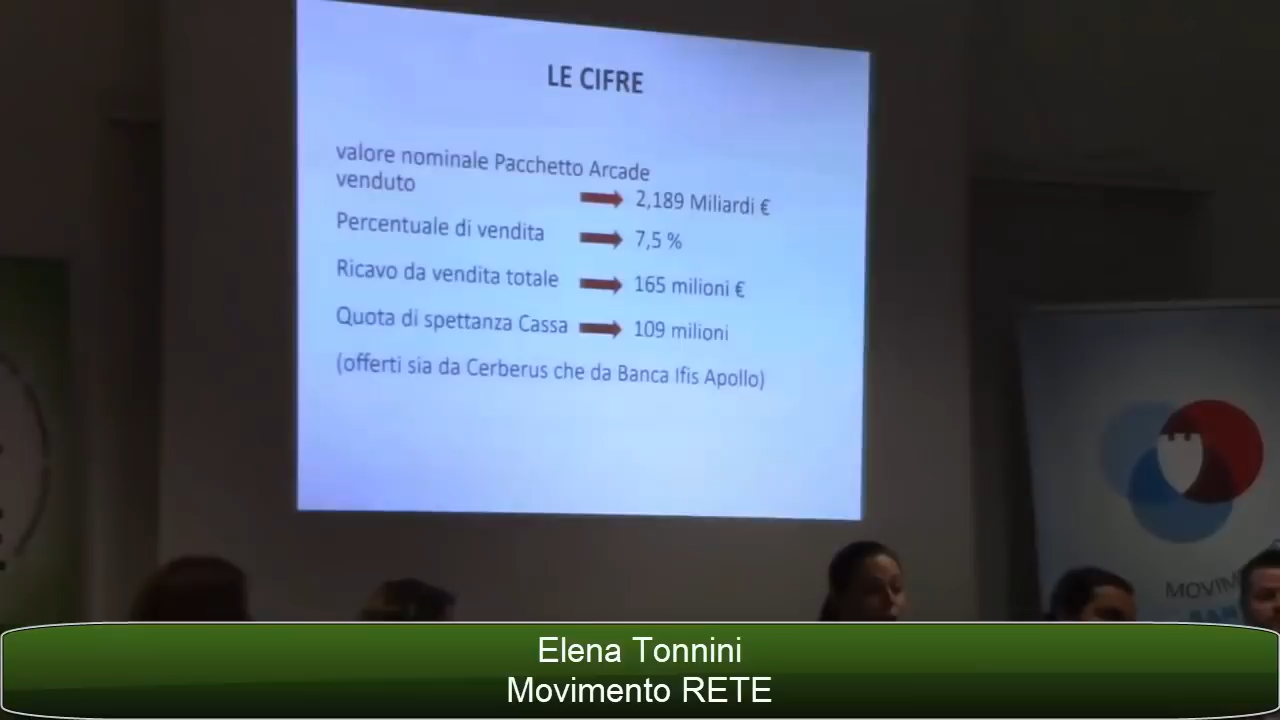 LE CIFRE
valore nominale Pacchetto Arcade
venduto
2,189 Miliardi €
Percentuale di vendita 7,5 %
Ricavo da vendita totale 165 milioni €
Quota di spettanza Cassa 109 milioni
(offerti sia da Cerberus che da Banca Ifis Apollo)
Elena Tonnini
Movimento RETE